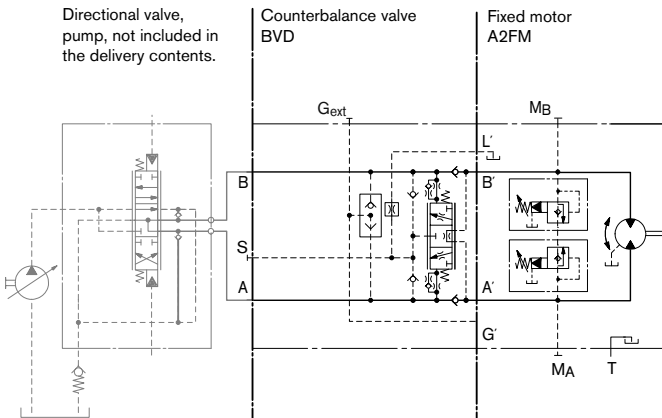 Directional valve,
pump, not included in
the delivery contents.
Counterbalance valve
BVD
Fixed motor
A2FM
Gext
MB
L'
B
B'
S
A
A'
G'
MA
T